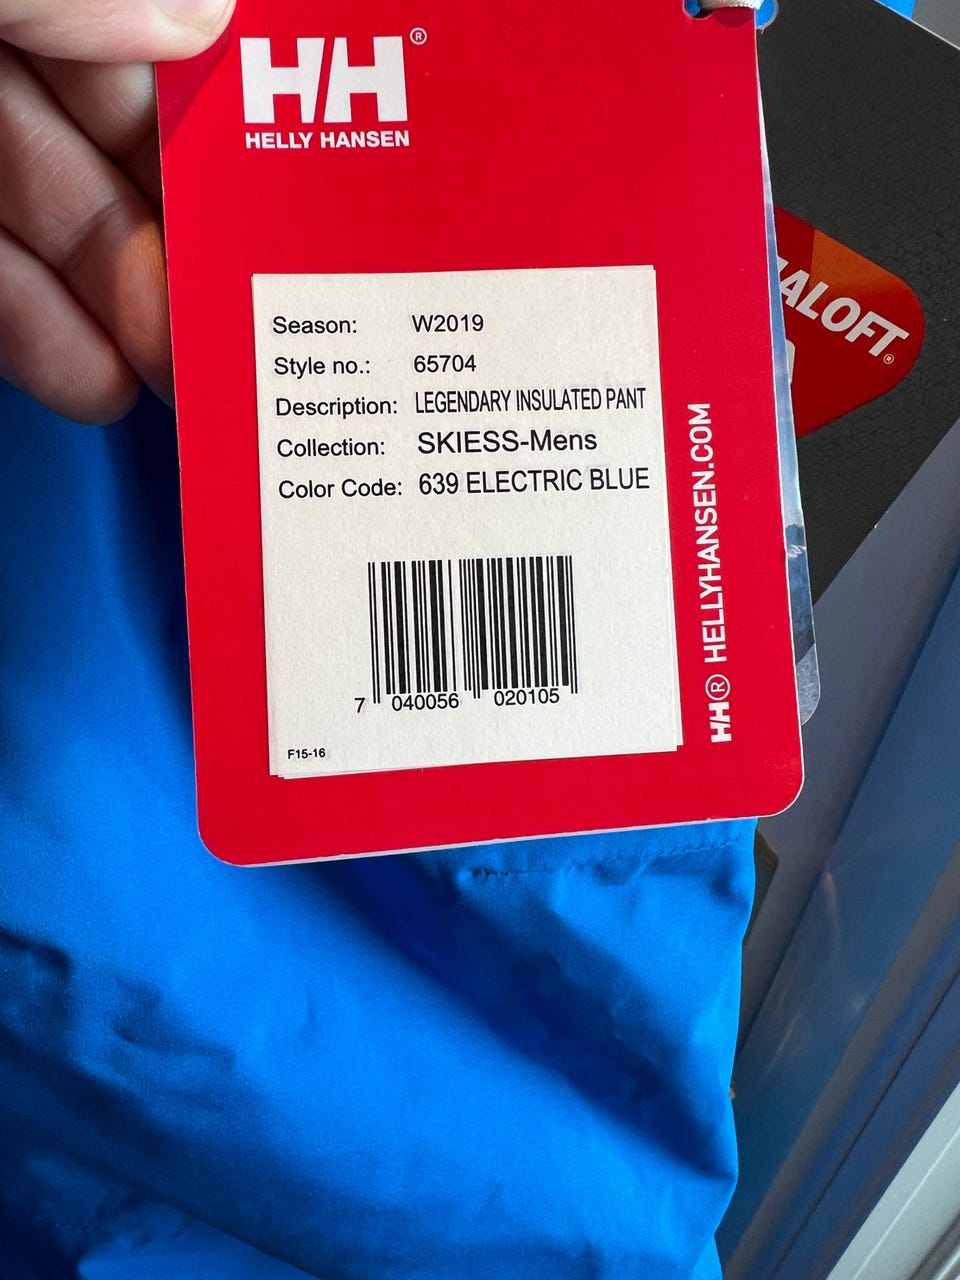 HH®
HELLY HANSEN
Season: W2019
Style no.: 65704
Description: LEGENDARY INSULATED PANT
Collection: SKIESS-Mens
Color Code: 639 ELECTRIC BLUE
7 040056 020105
F15-16
HH® HELLYHANSEN.COM
ALOFT®